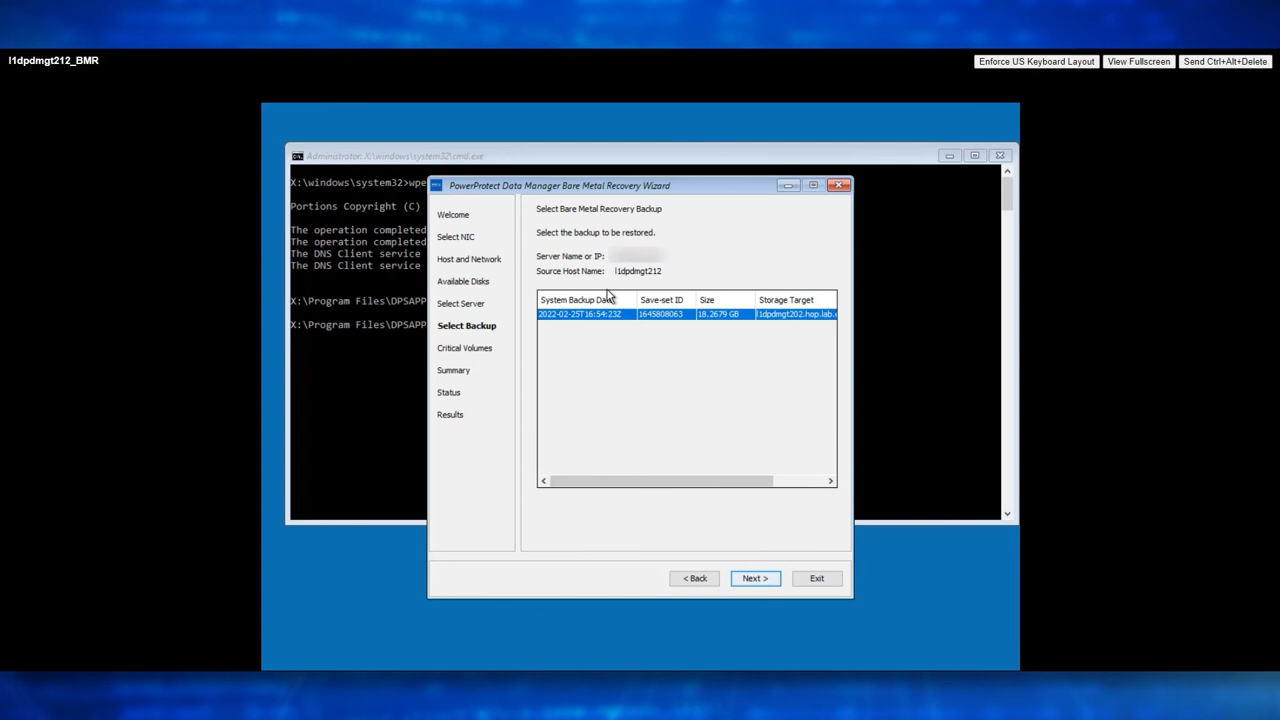 l1dpdmgt212_BMR
Enforce US Keyboard Layout
View Fullscreen
Send Ctrl+Alt+Delete
Administrator: X:\windows\system32\cmd.exe
X:\windows\system32>wpe
Portions Copyright (C)
The operation completed
The operation completed
The DNS Client service
The DNS Client service
X:\Program Files\DPSAPP
X:\Program Files\DPSAPP
PowerProtect Data Manager Bare Metal Recovery Wizard
Welcome
Select NIC
Host and Network
Available Disks
Select Server
Select Backup
Critical Volumes
Summary
Status
Results
Select Bare Metal Recovery Backup
Select the backup to be restored.
Server Name or IP:
Source Host Name: l1dpdmgt212
System Backup Date Save-set ID Size Storage Target
2022-02-25T16:54:23Z 1645808063 18.2679 GB l1dpdmgt202.hop.lab.
< Back
Next >
Exit